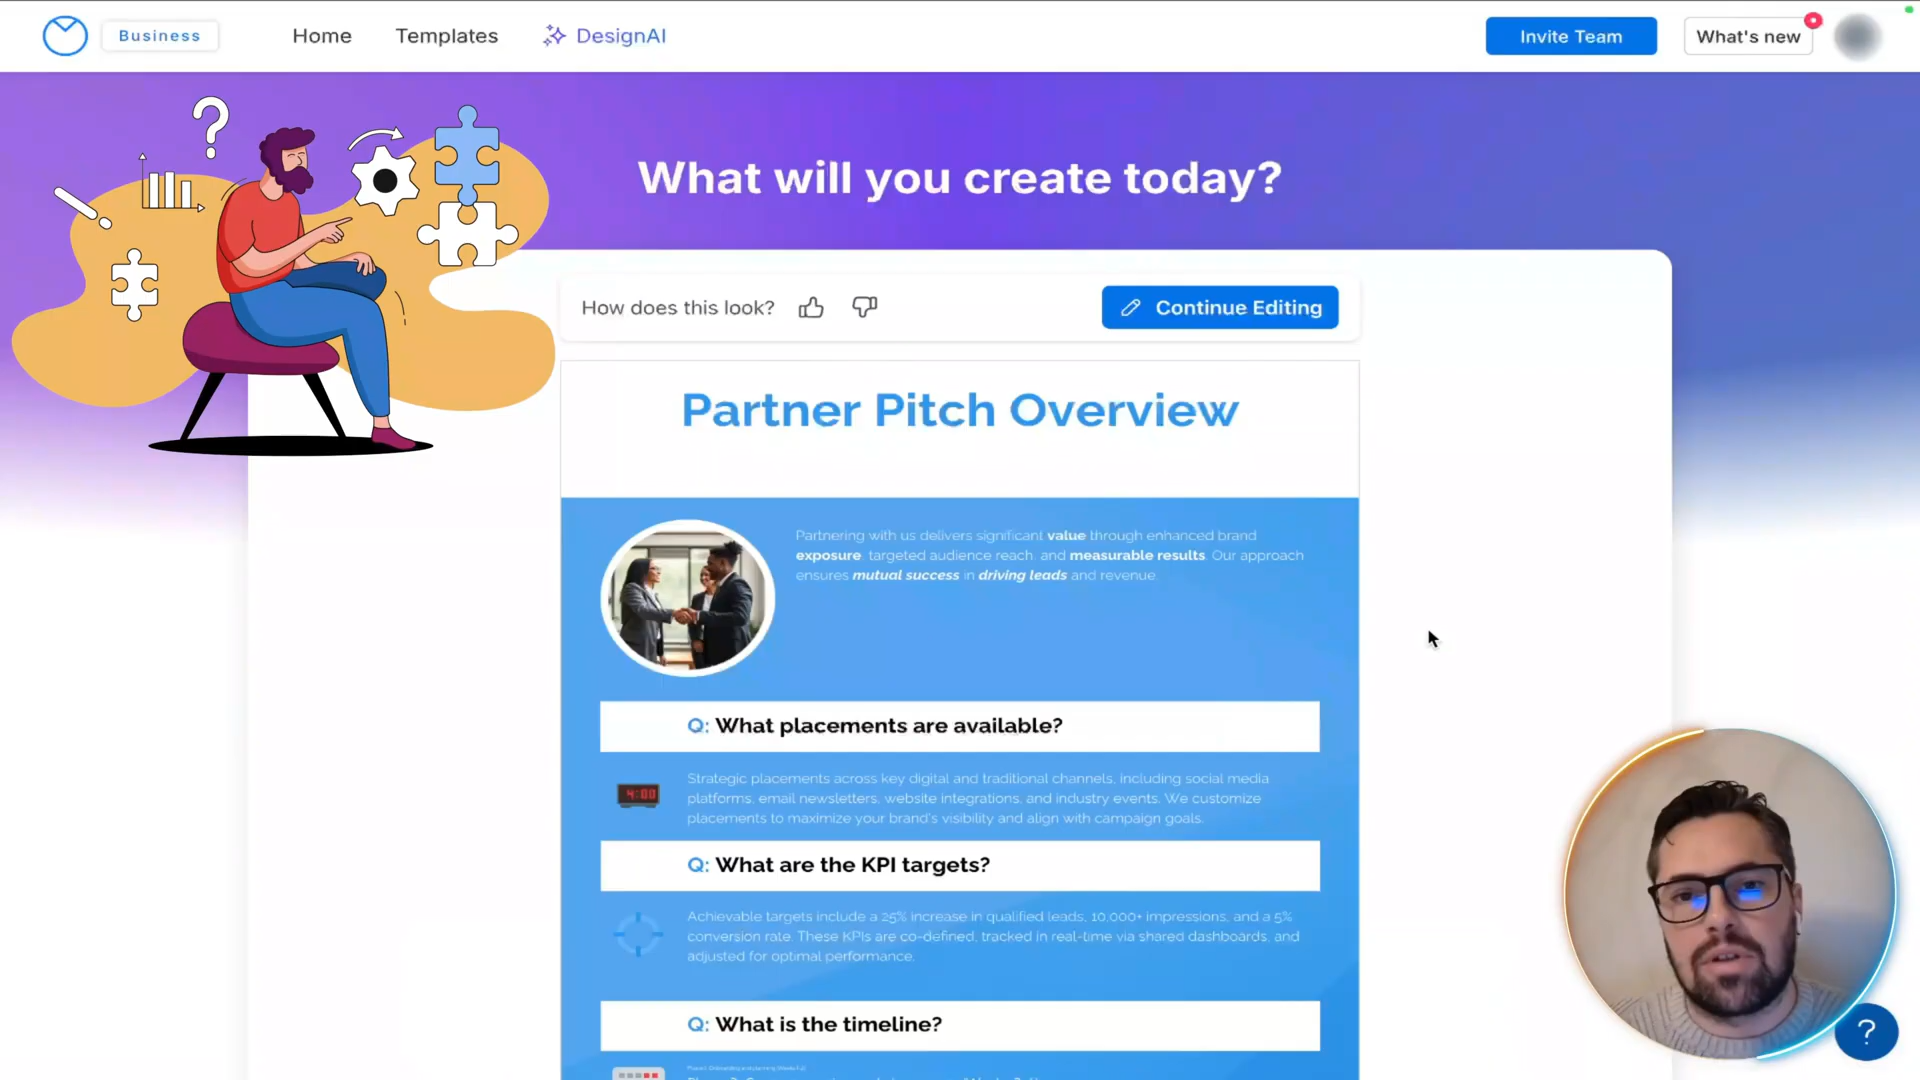 Business
Home
Templates
DesignAI
Invite Team
What's new
What will you create today?
How does this look?
Continue Editing
Partner Pitch Overview
Partnering with us delivers significant value through enhanced brand
exposure, targeted audience reach, and measurable results. Our approach
ensures mutual success in driving leads and revenue.
Q: What placements are available?
4:00
Strategic placements across key digital and traditional channels, including social media
platforms, email newsletters, website integrations, and industry events. We customize
placements to maximize your brand's visibility and align with campaign goals.
Q: What are the KPI targets?
Achievable targets include a 25% increase in qualified leads, 10,000+ impressions, and a 5%
conversion rate. These KPIs are co-defined, tracked in real-time via shared dashboards, and
adjusted for optimal performance.
Q: What is the timeline?
?